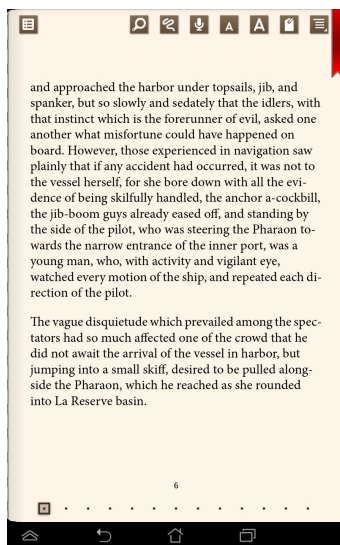 A
A
and approached the harbor under topsails, jib, and
spanker, but so slowly and sedately that the idlers, with
that instinct which is the forerunner of evil, asked one
another what misfortune could have happened on
board. However, those experienced in navigation saw
plainly that if any accident had occurred, it was not to
the vessel herself, for she bore down with all the evi-
dence of being skilfully handled, the anchor a-cockbill,
the jib-boom guys already eased off, and standing by
the side of the pilot, who was steering the Pharaon to-
wards the narrow entrance of the inner port, was a
young man, who, with activity and vigilant eye,
watched every motion of the ship, and repeated each di-
rection of the pilot.
The vague disquietude which prevailed among the spec-
tators had so much affected one of the crowd that he
did not await the arrival of the vessel in harbor, but
jumping into a small skiff, desired to be pulled along-
side the Pharaon, which he reached as she rounded
into La Reserve basin.
6